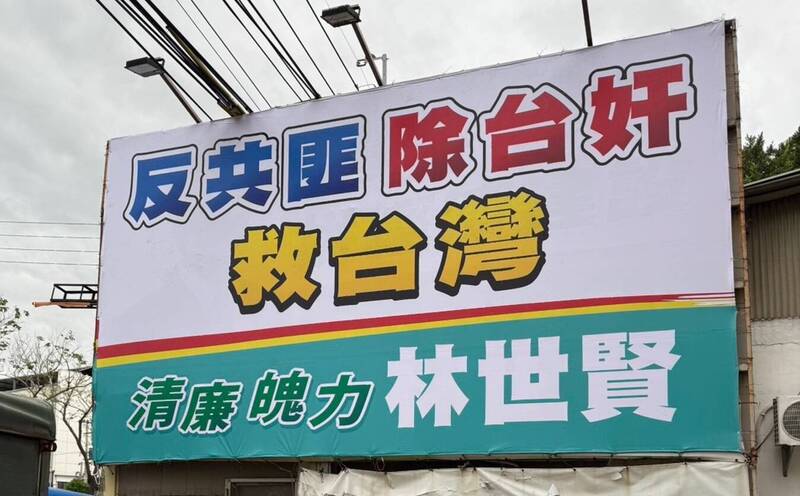 反共匪 除台奸
救台灣
清廉 魄力 林世賢